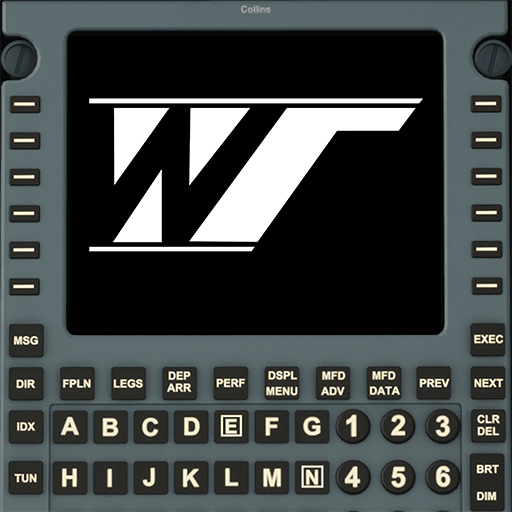 Collins
WT
MSG
EXEC
DIR
FPLN
LEGS
DEP
ARR
PERF
DSPL
MENU
MFD
ADV
MFD
DATA
PREV
NEXT
IDX
A B C D E F G 1 2 3
CLR
DEL
TUN
H I J K L M N 4 5 6
BRT
DIM